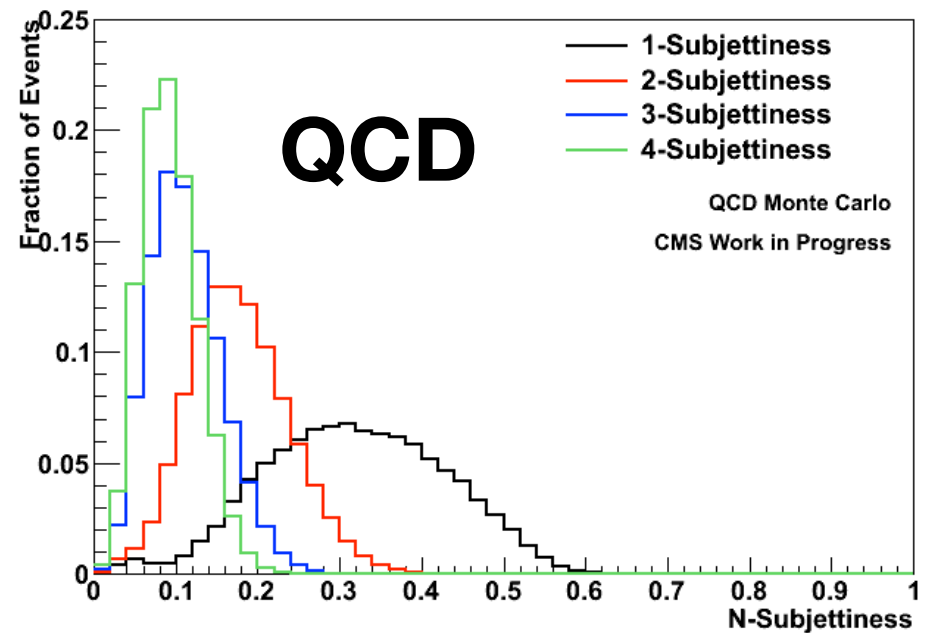 0.25
Fraction of Events
0.2
0.15
0.1
0.05
0
QCD
1-Subjettiness
2-Subjettiness
3-Subjettiness
4-Subjettiness
QCD Monte Carlo
CMS Work in Progress
0 0.1 0.2 0.3 0.4 0.5 0.6 0.7 0.8 0.9 1
N-Subjettiness